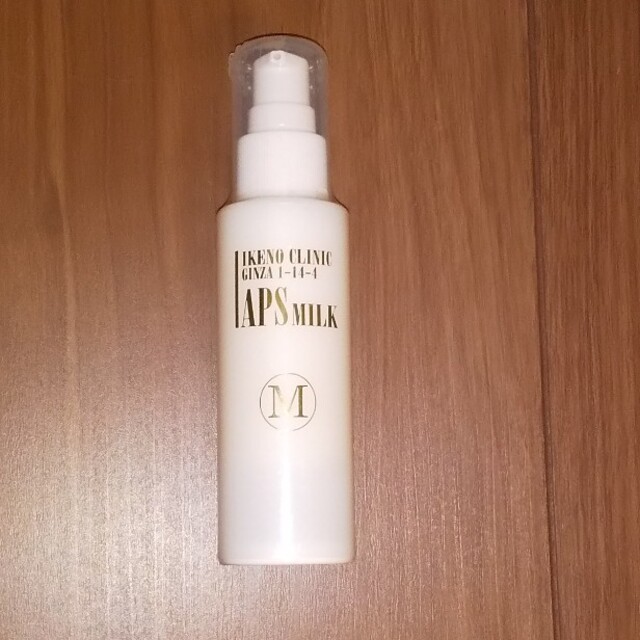 IKENO CLINIC
GINZA 1-14-4
APS MILK
M